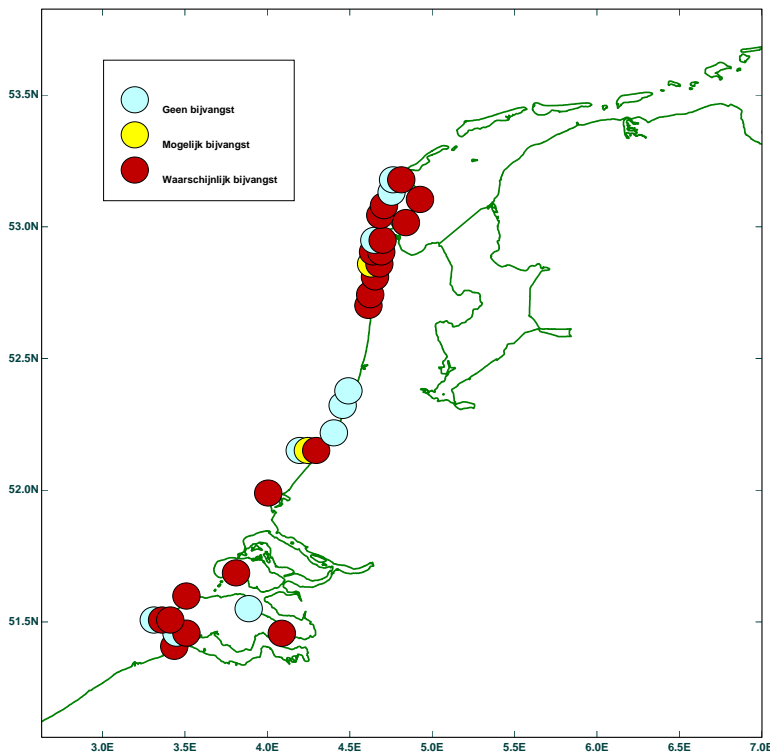 Geen bijvangst
Mogelijk bijvangst
Waarschijnlijk bijvangst
53.5N
53.0N
52.5N
52.0N
51.5N
3.0E 3.5E 4.0E 4.5E 5.0E 5.5E 6.0E 6.5E 7.0E